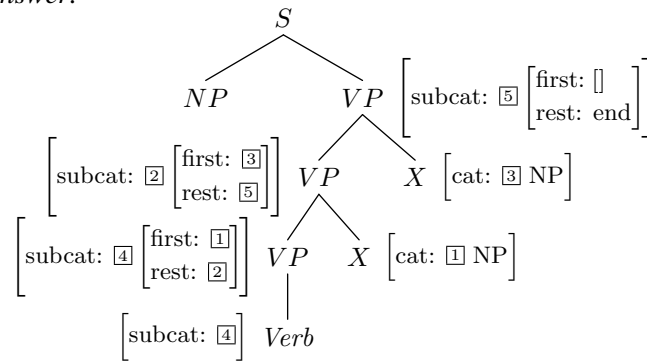 nswer:
S
NP VP [subcat: 5 [first: []
rest: end]]
[subcat: 2 [first: 3
rest: 5]] VP X [cat: 3 NP]
[subcat: 4 [first: 1
rest: 2]] VP X [cat: 1 NP]
[subcat: 4] Verb